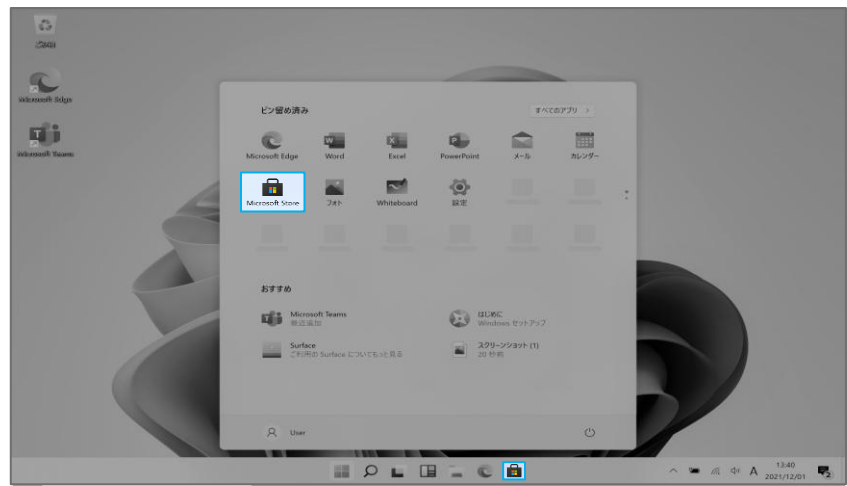 ごみ箱
Microsoft Edge
Microsoft Teams
ピン留め済み
すべてのアプリ >
Microsoft Edge
Word
Excel
PowerPoint
メール
カレンダー
Microsoft Store
フォト
Whiteboard
設定
おすすめ
Microsoft Teams
最近追加
はじめに
Windows セットアップ
Surface
ご利用の Surface についてもっと見る
スクリーンショット (1)
20 秒前
User
A
13:40
2021/12/01
2